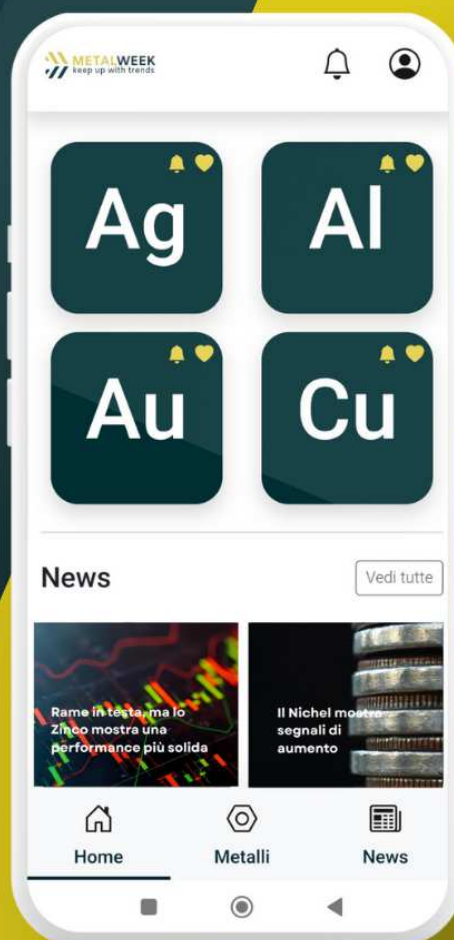 METALWEEK
keep up with trends
Ag
Al
Au
Cu
News
Vedi tutte
Rame in testa, ma lo
Zinco mostra una
performance più solida
Il Nichel mostra
segnali di
aumento
Home
Metalli
News